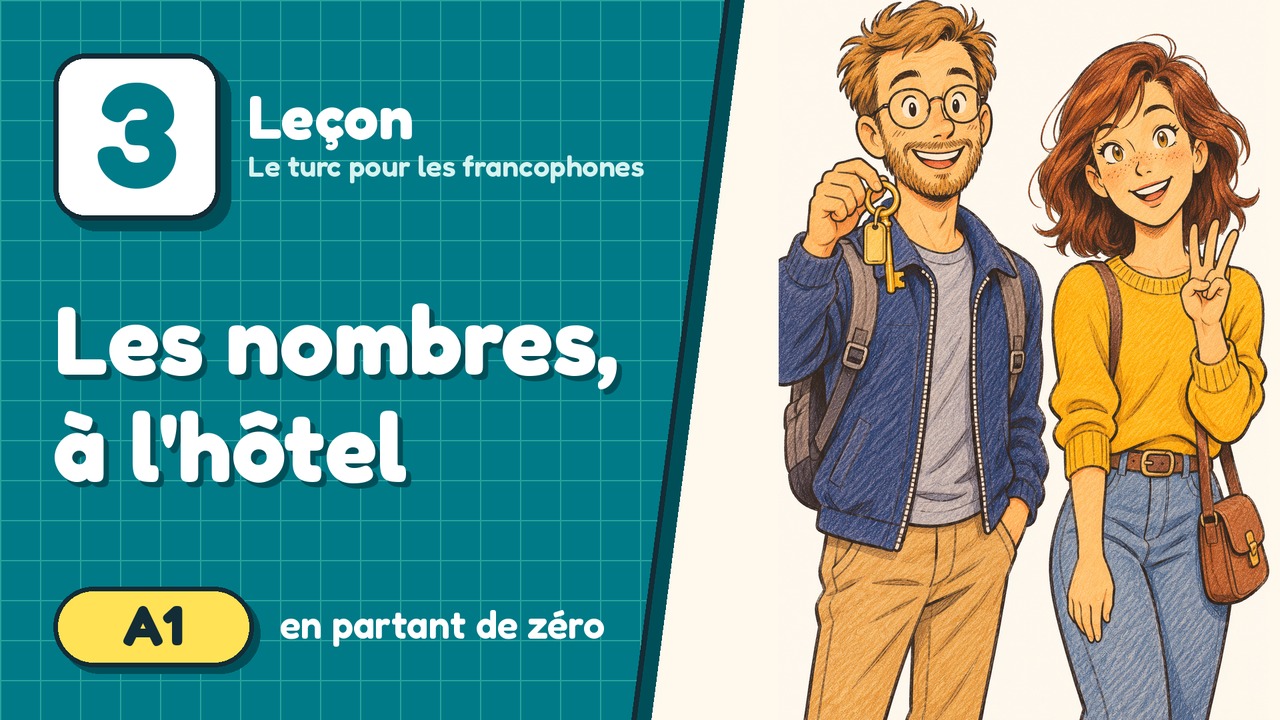 3
Leçon
Le turc pour les francophones
Les nombres,
à l'hôtel
A1
en partant de zéro